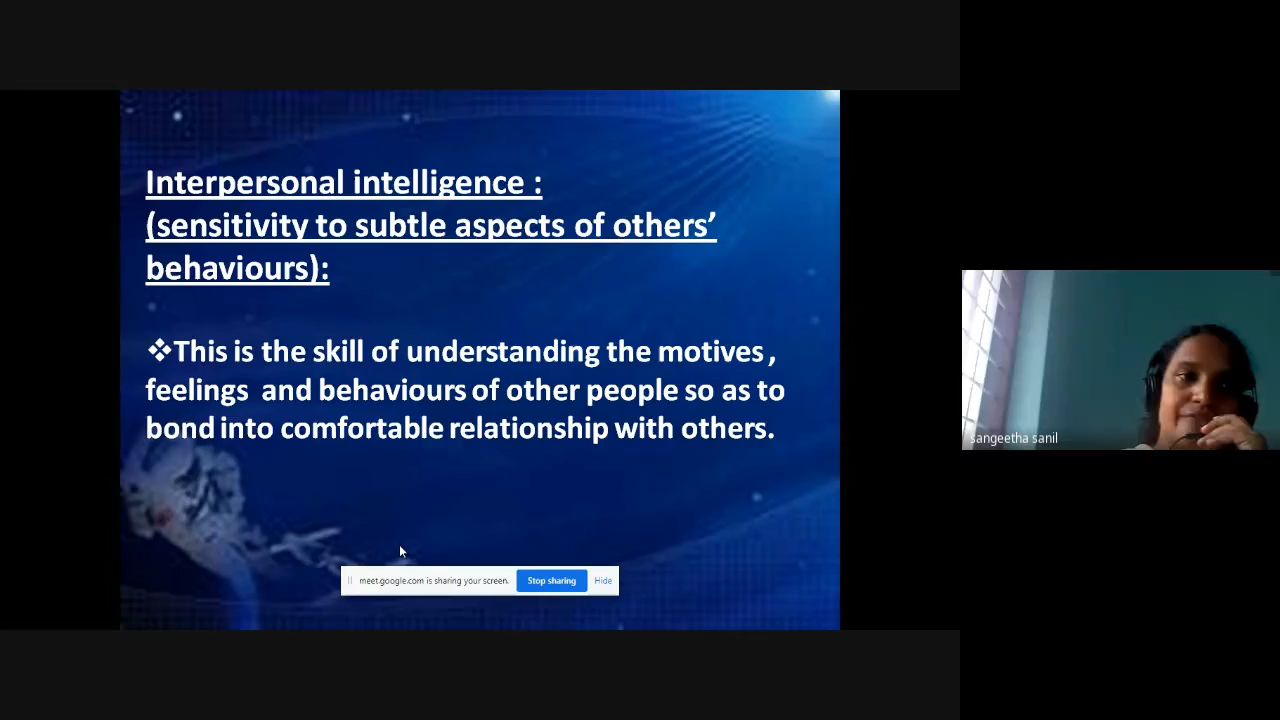 Interpersonal intelligence :
(sensitivity to subtle aspects of others’
behaviours):
❖This is the skill of understanding the motives ,
feelings and behaviours of other people so as to
bond into comfortable relationship with others.
sangeetha sanil
meet.google.com is sharing your screen. Stop sharing Hide